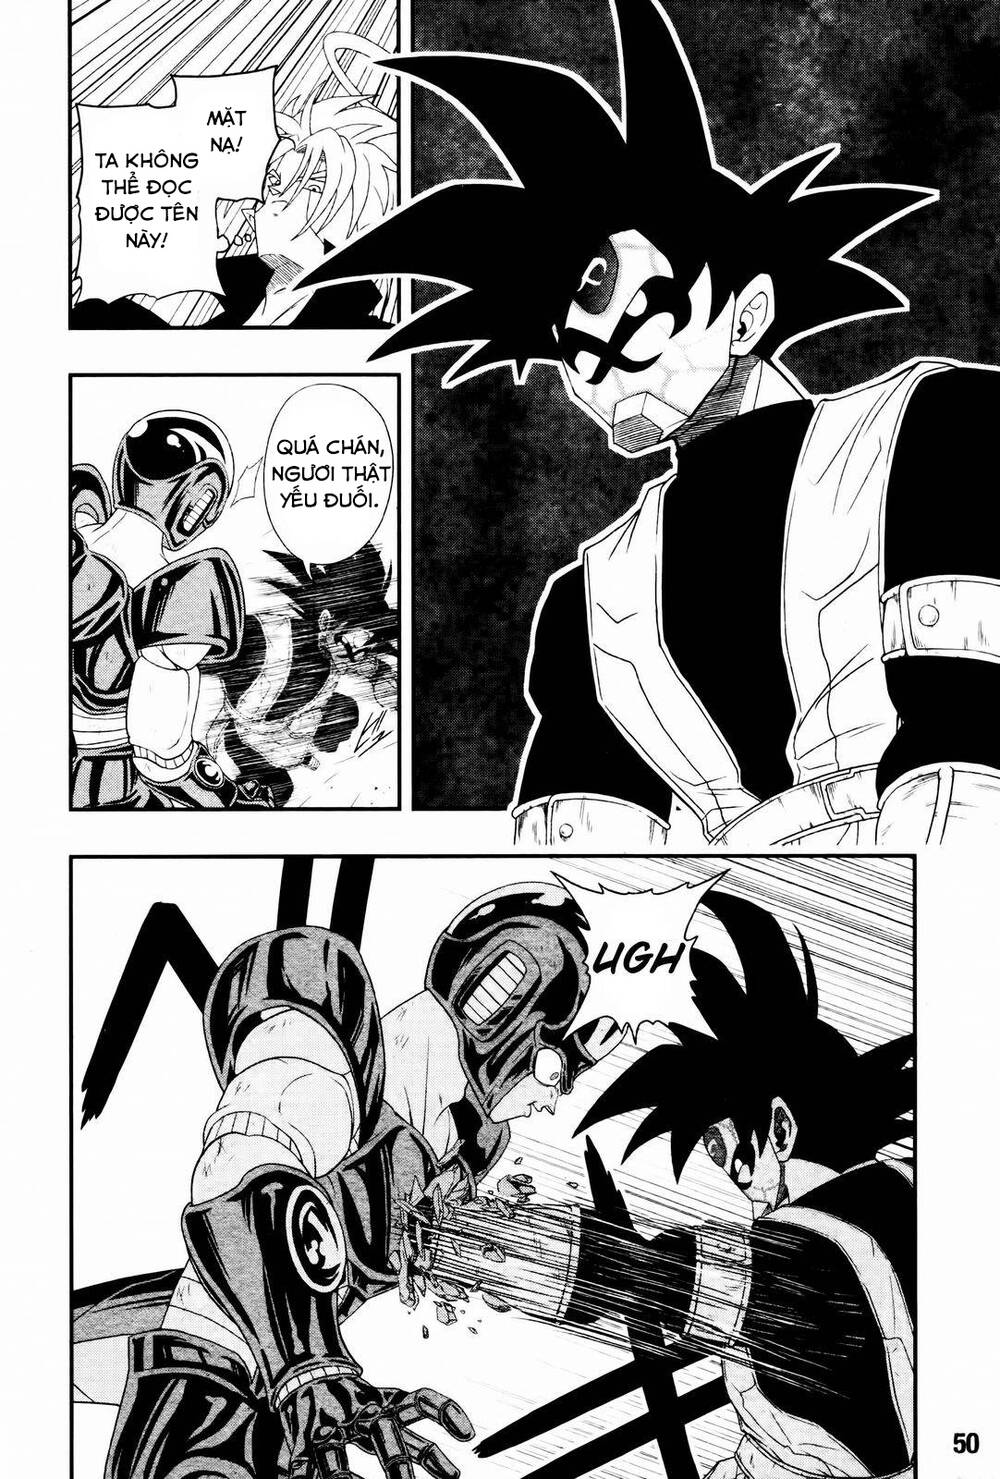 MẶT
NẠ!
TA KHÔNG
THỂ ĐỌC
ĐƯỢC TÊN
NÀY!
QUÁ CHÁN,
NGƯƠI THẬT
YẾU ĐUỐI.
UGH
50